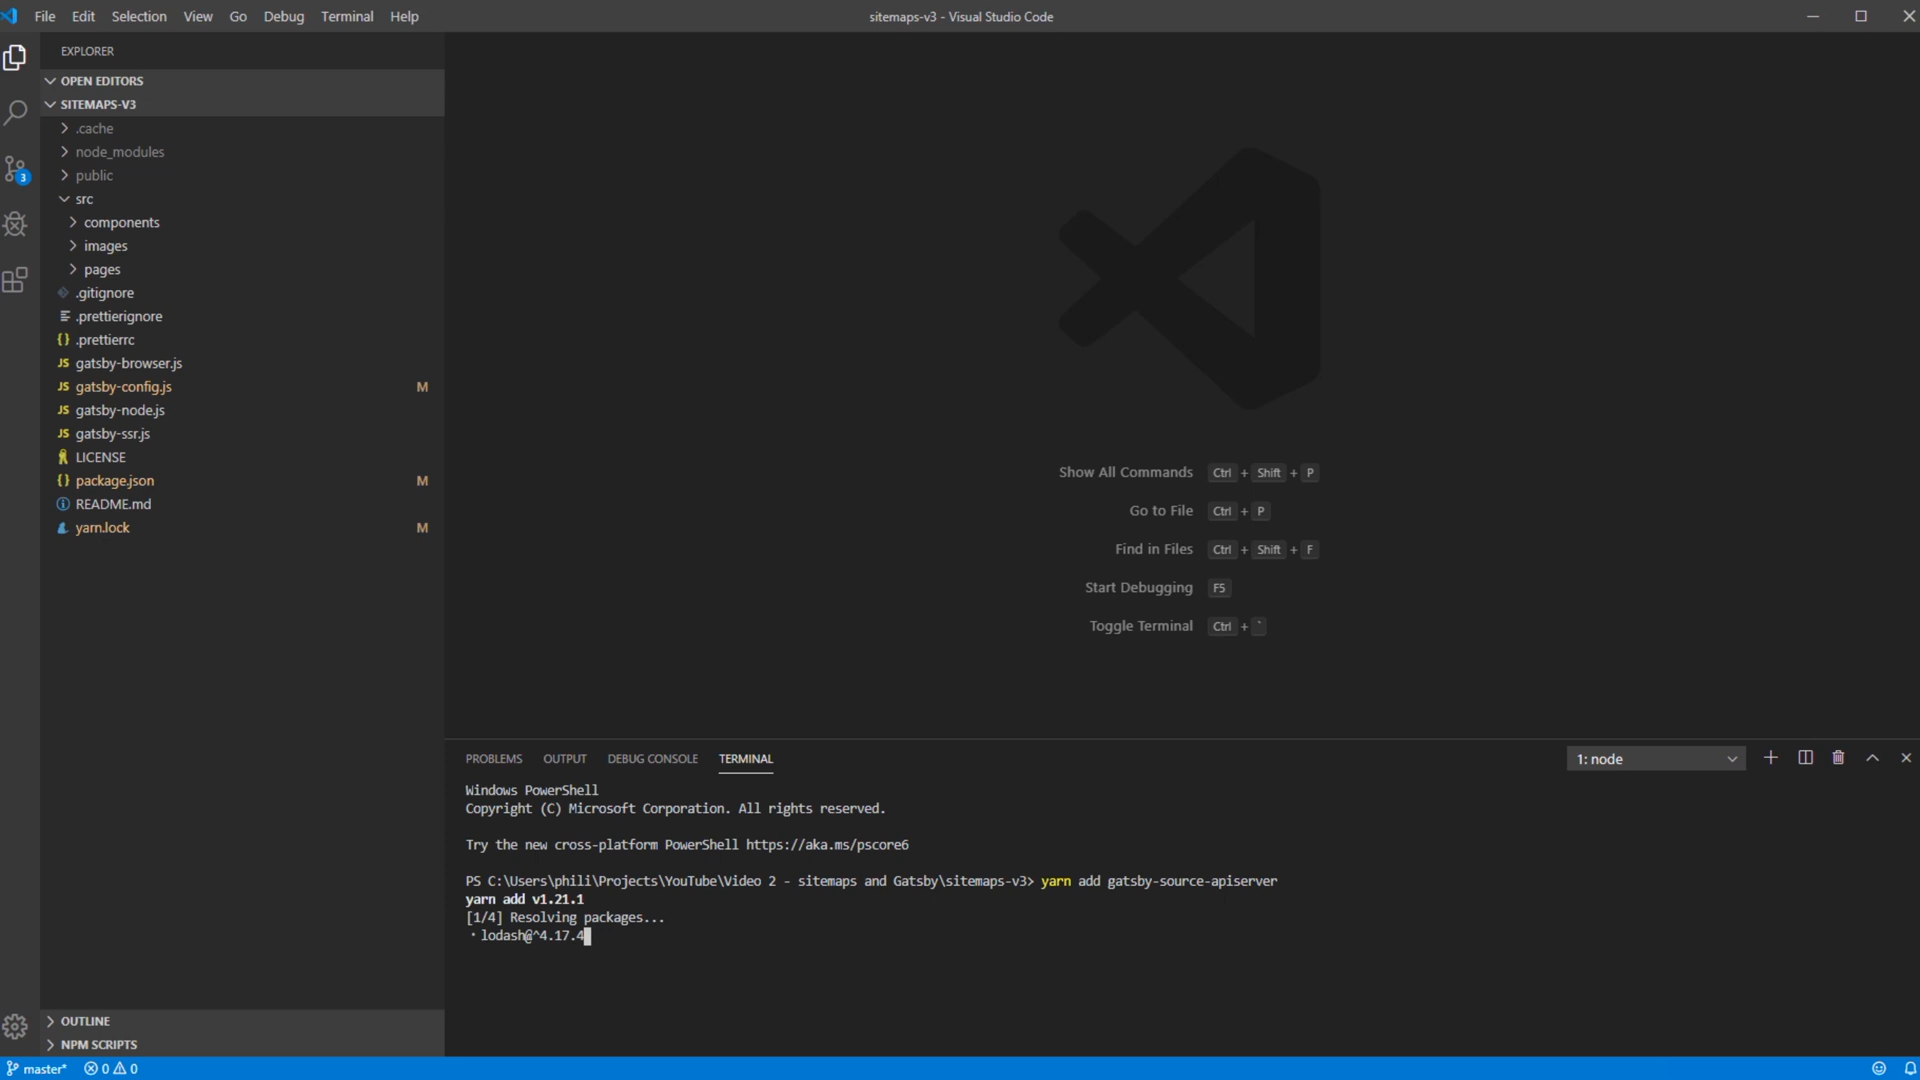 File Edit Selection View Go Debug Terminal Help
sitemaps-v3 - Visual Studio Code
EXPLORER
OPEN EDITORS
SITEMAPS-V3
.cache
node_modules
public
src
components
images
pages
.gitignore
.prettierignore
{} .prettierrc
JS gatsby-browser.js
JS gatsby-config.js M
JS gatsby-node.js
JS gatsby-ssr.js
LICENSE
{} package.json M
README.md
yarn.lock M
OUTLINE
NPM SCRIPTS
3
Show All Commands Ctrl + Shift + P
Go to File Ctrl + P
Find in Files Ctrl + Shift + F
Start Debugging F5
Toggle Terminal Ctrl + `
PROBLEMS OUTPUT DEBUG CONSOLE TERMINAL
1: node
Windows PowerShell
Copyright (C) Microsoft Corporation. All rights reserved.
Try the new cross-platform PowerShell https://aka.ms/pscore6
PS C:\Users\phili\Projects\YouTube\Video 2 - sitemaps and Gatsby\sitemaps-v3> yarn add gatsby-source-apiserver
yarn add v1.21.1
[1/4] Resolving packages...
· lodash@^4.17.4
master* 0 0